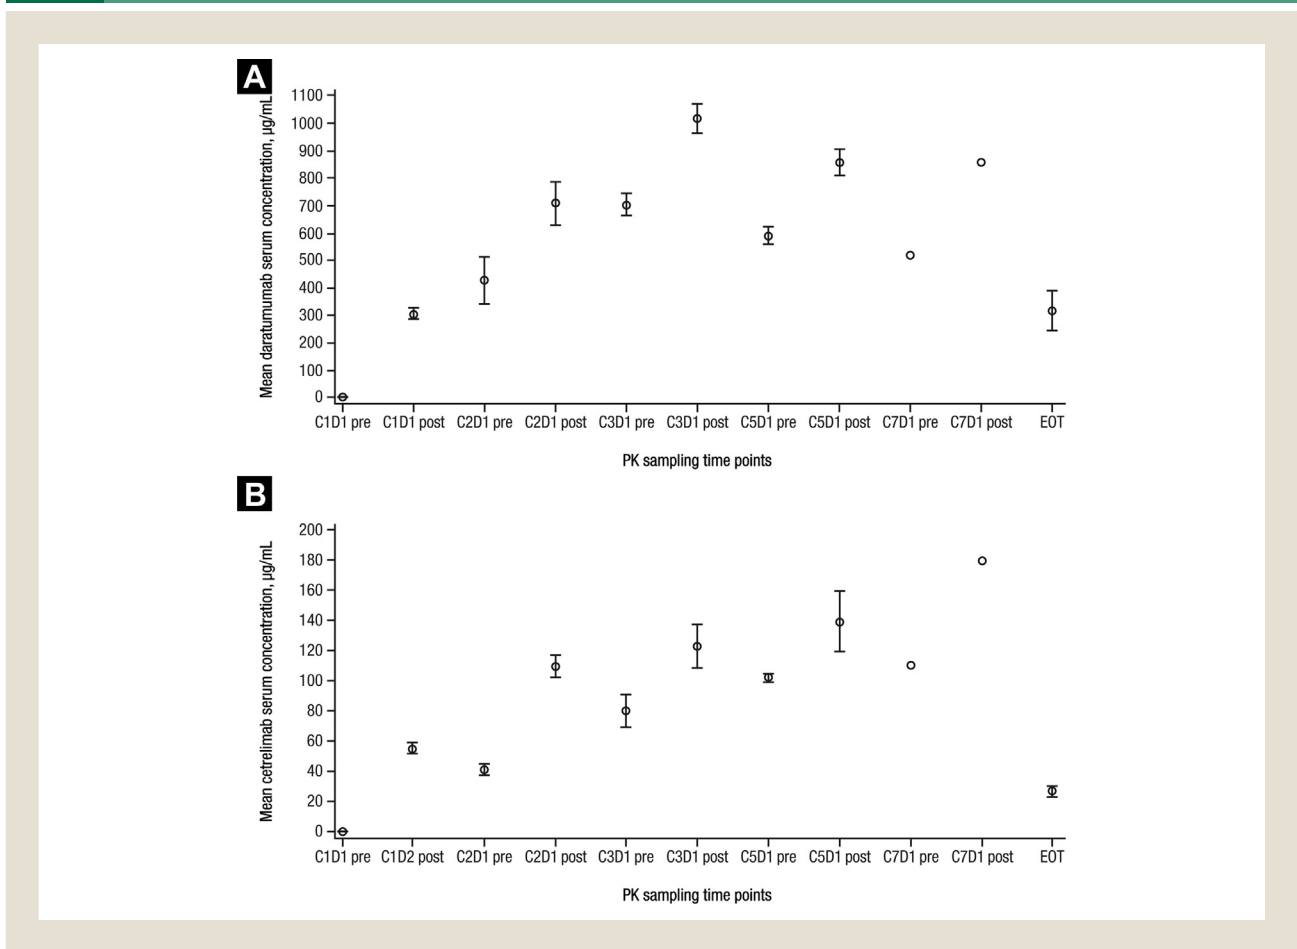 A
Mean daratumumab serum concentration, µg/mL
1100
1000
900
800
700
600
500
400
300
200
100
0
C1D1 pre C1D1 post C2D1 pre C2D1 post C3D1 pre C3D1 post C5D1 pre C5D1 post C7D1 pre C7D1 post EOT
PK sampling time points
B
Mean cetrelimab serum concentration, µg/mL
200
180
160
140
120
100
80
60
40
20
0
C1D1 pre C1D2 post C2D1 pre C2D1 post C3D1 pre C3D1 post C5D1 pre C5D1 post C7D1 pre C7D1 post EOT
PK sampling time points